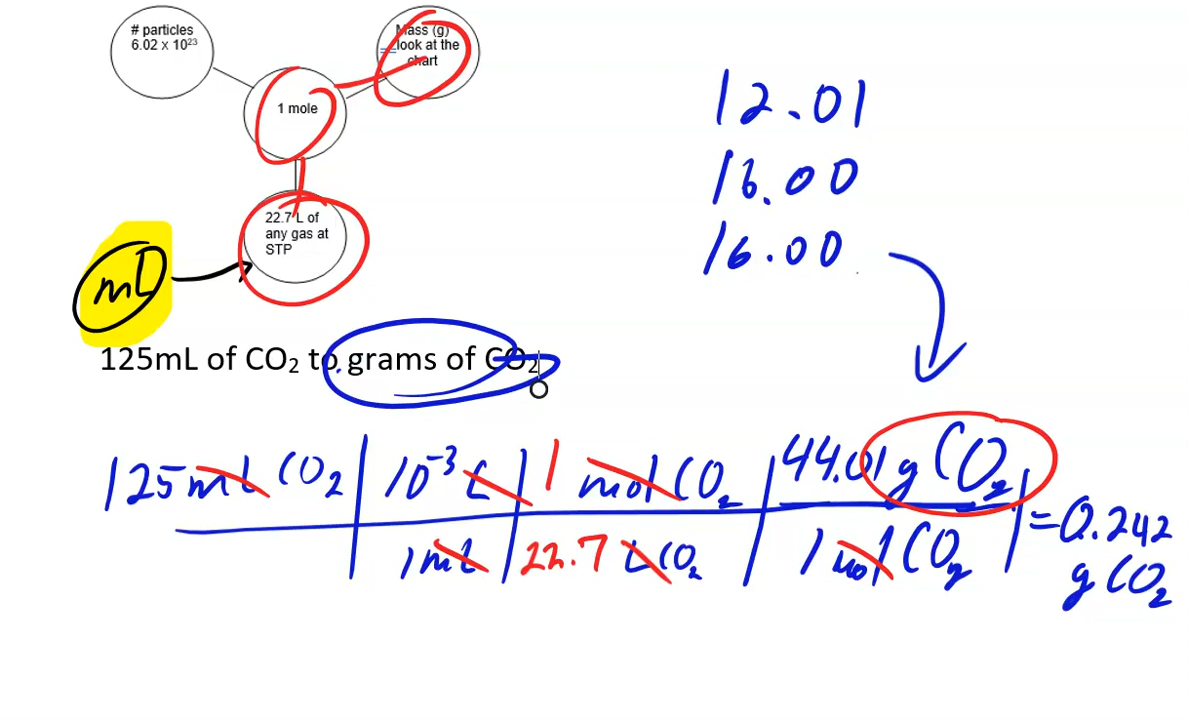 # particles
6.02 x 10²³
Mass (g)
look at the
chart
1 mole
22.7 L of
any gas at
STP
mL
12.01
16.00
16.00
125mL of CO₂ to grams of CO₂
125 mL CO₂ | 10⁻³ L | 1 mol CO₂ | 44.01 g CO₂
1 mL | 22.7 L CO₂ | 1 mol CO₂
= 0.242
g CO₂